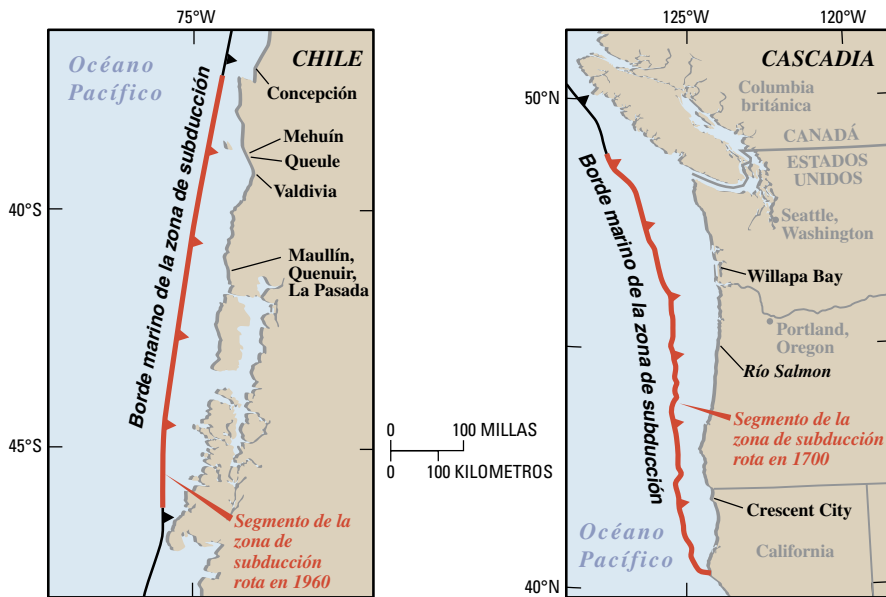 75°W
CHILE
Océano
Pacífico
Borde marino de la zona de subducción
Concepción
Mehuín
Queule
Valdivia
40°S
Maullín,
Quenuir,
La Pasada
45°S
Segmento de la
zona de
subducción
rota en 1960
0 100 MILLAS
0 100 KILOMETROS
125°W
120°W
CASCADIA
50°N
Columbia
británica
CANADÁ
ESTADOS
UNIDOS
Borde marino de la zona de subducción
Seattle,
Washington
Willapa Bay
Portland,
Oregon
Río Salmon
Segmento de la
zona de subducción
rota en 1700
Crescent City
Océano
Pacífico
California
40°N